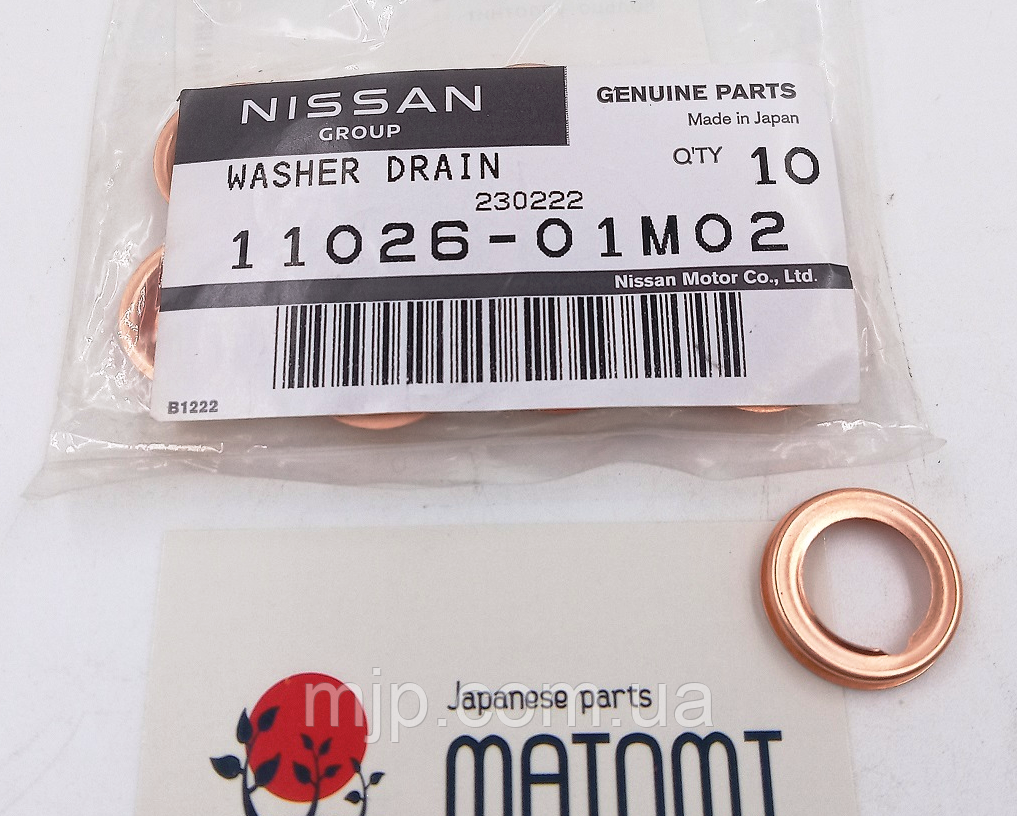 NISSAN
GROUP
GENUINE PARTS
Made in Japan
WASHER DRAIN
Q'TY 10
230222
11026-01M02
Nissan Motor Co., Ltd.
B1222
mjp.com.ua
Japanese parts
MATOMI